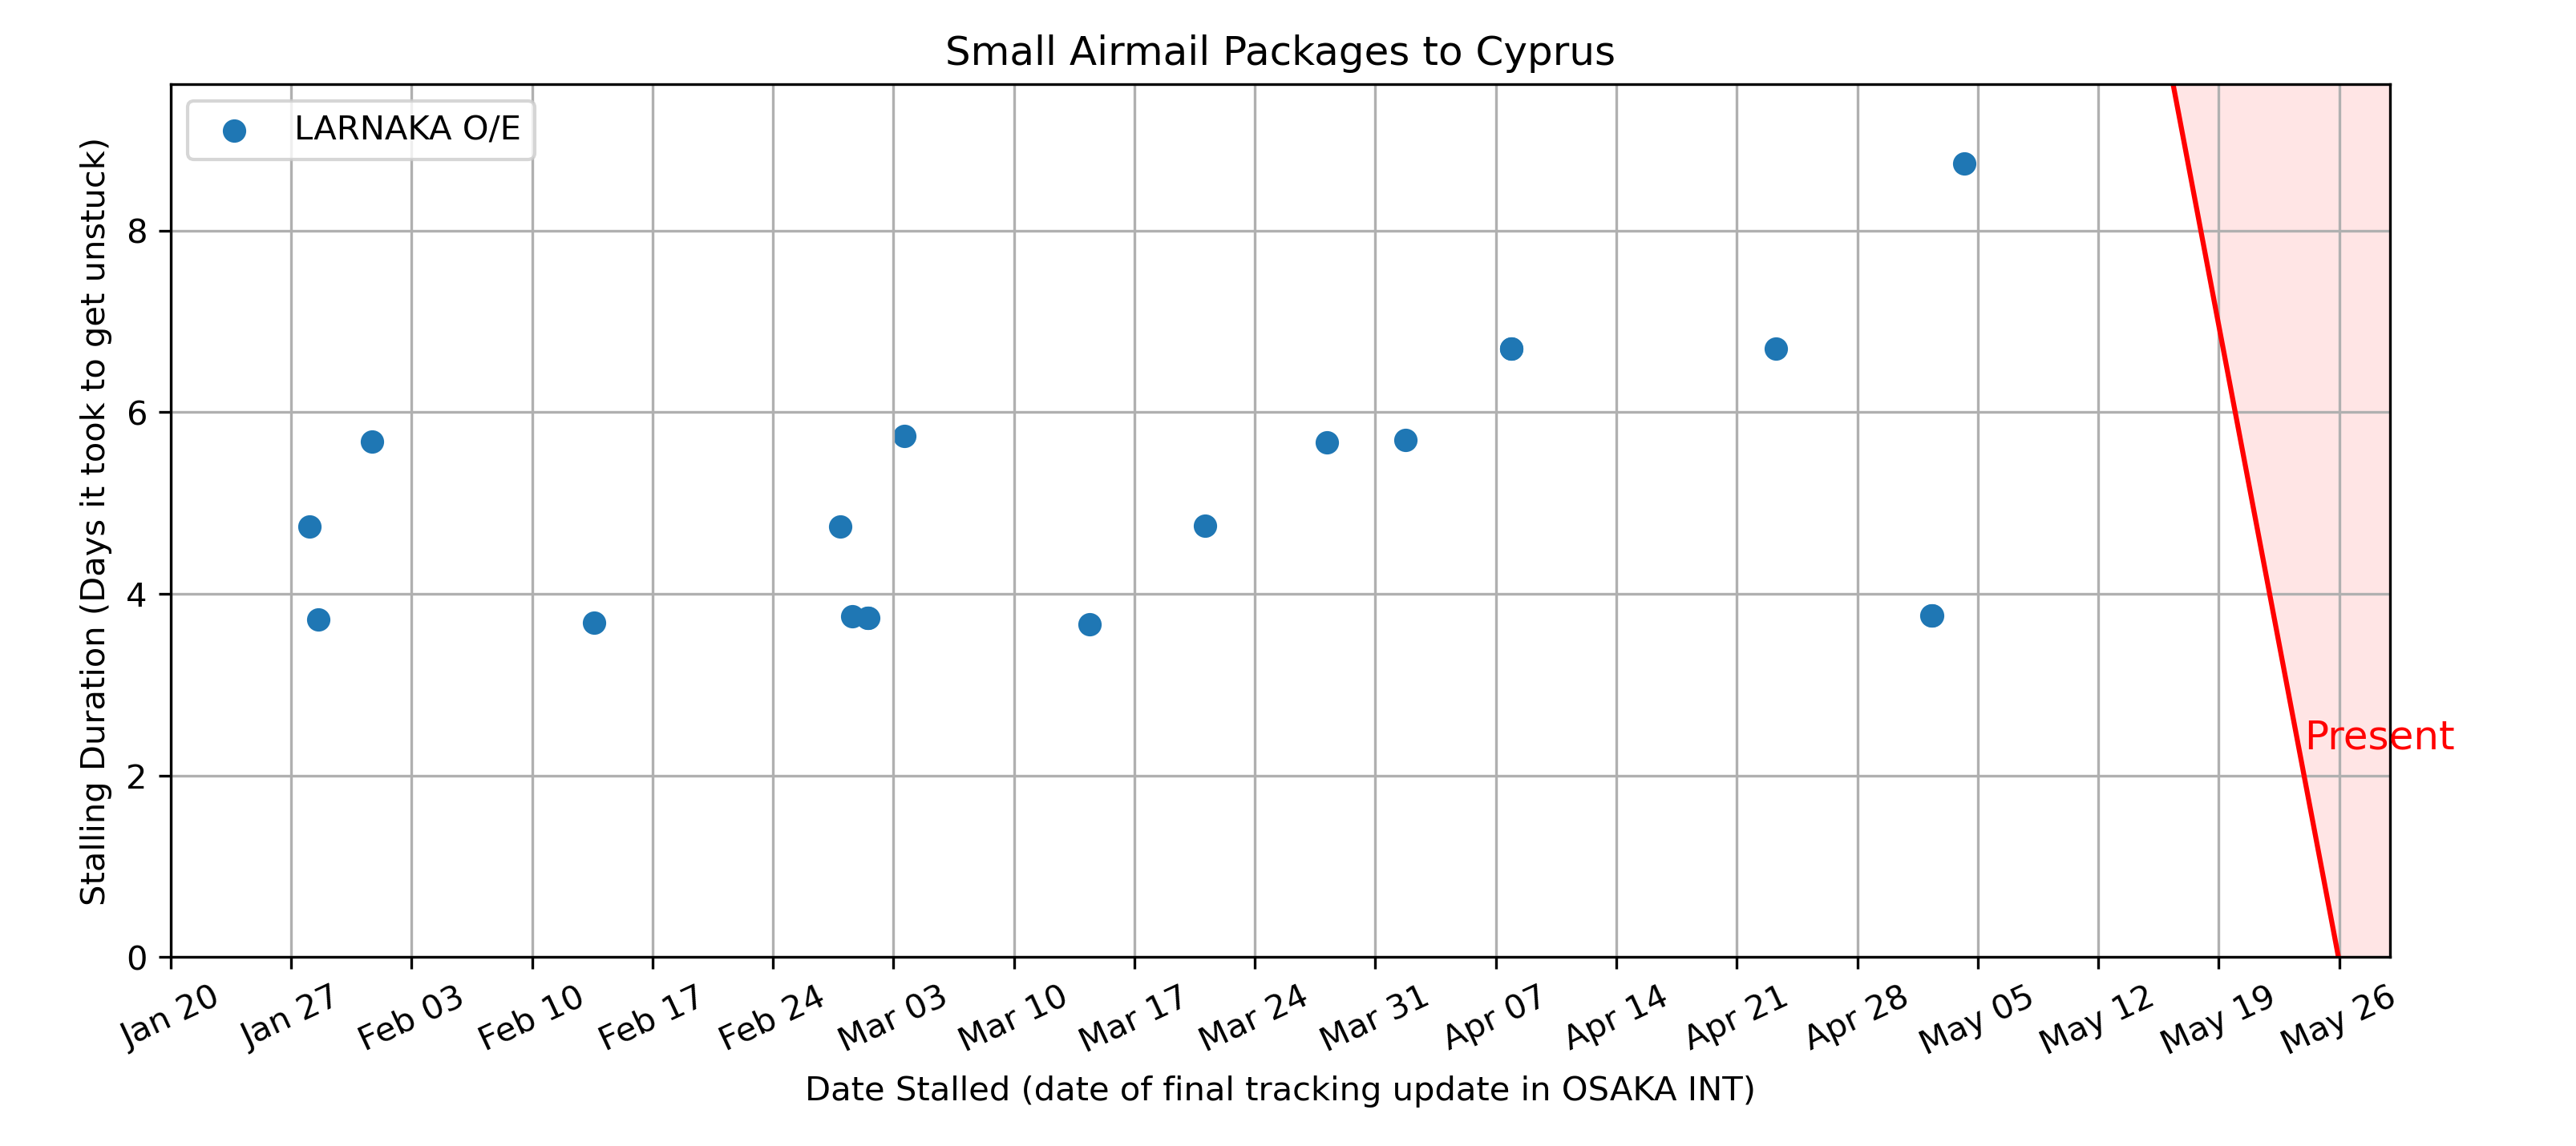 Small Airmail Packages to Cyprus
LARNAKA O/E
Stalling Duration (Days it took to get unstuck)
8
6
4
2
0
Present
Jan 20 Jan 27 Feb 03 Feb 10 Feb 17 Feb 24 Mar 03 Mar 10 Mar 17 Mar 24 Mar 31 Apr 07 Apr 14 Apr 21 Apr 28 May 05 May 12 May 19 May 26
Date Stalled (date of final tracking update in OSAKA INT)